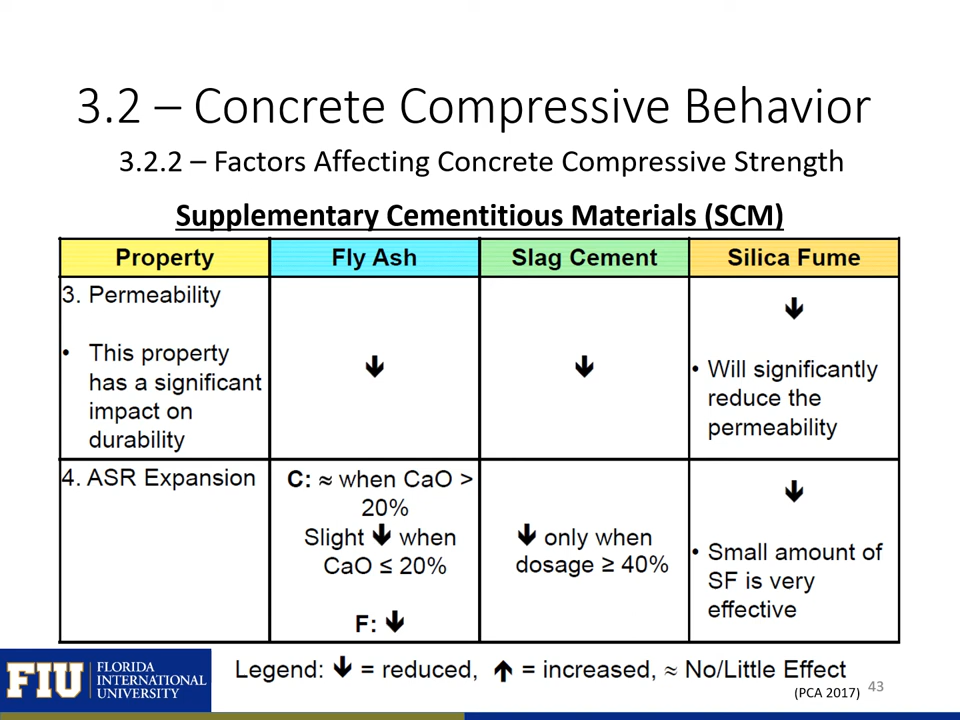 3.2 – Concrete Compressive Behavior
3.2.2 – Factors Affecting Concrete Compressive Strength
Supplementary Cementitious Materials (SCM)
Property Fly Ash Slag Cement Silica Fume
3. Permeability
• This property
has a significant
impact on
durability
🡻
🡻
🡻
• Will significantly
reduce the
permeability
4. ASR Expansion
C: ≈ when CaO >
20%
Slight 🡻 when
CaO ≤ 20%
F: 🡻
🡻 only when
dosage ≥ 40%
🡻
• Small amount of
SF is very
effective
Legend: 🡻 = reduced, 🡹 = increased, ≈ No/Little Effect
(PCA 2017)
43
FIU
FLORIDA
INTERNATIONAL
UNIVERSITY